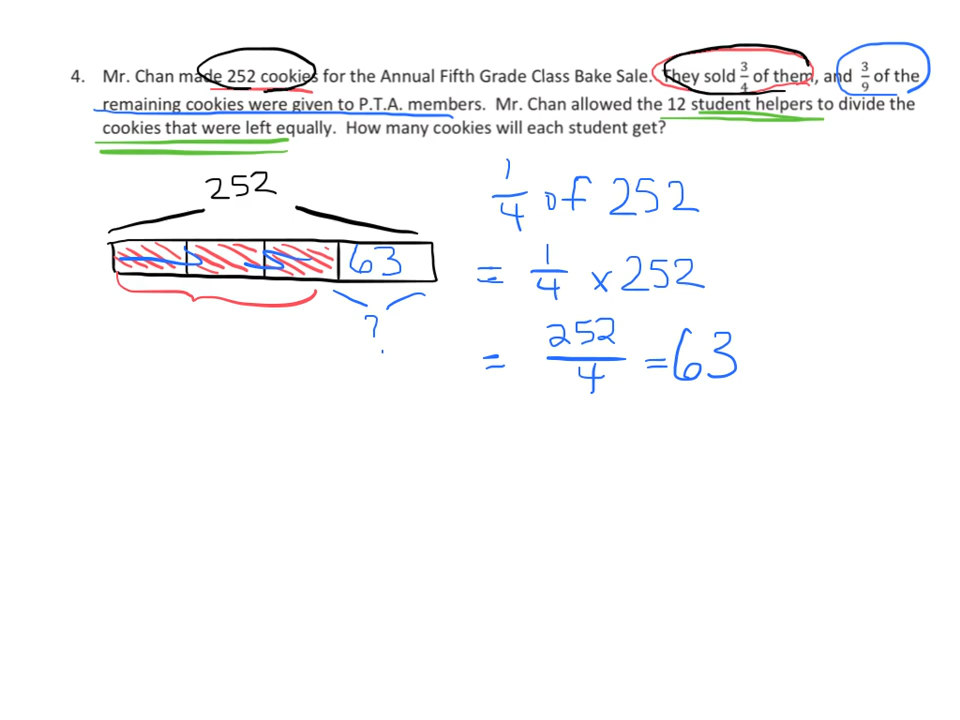 4. Mr. Chan made 252 cookies for the Annual Fifth Grade Class Bake Sale. They sold 3/4 of them, and 3/9 of the
remaining cookies were given to P.T.A. members. Mr. Chan allowed the 12 student helpers to divide the
cookies that were left equally. How many cookies will each student get?
252
63
?
1/4 of 252
= 1/4 x 252
= 252/4 = 63